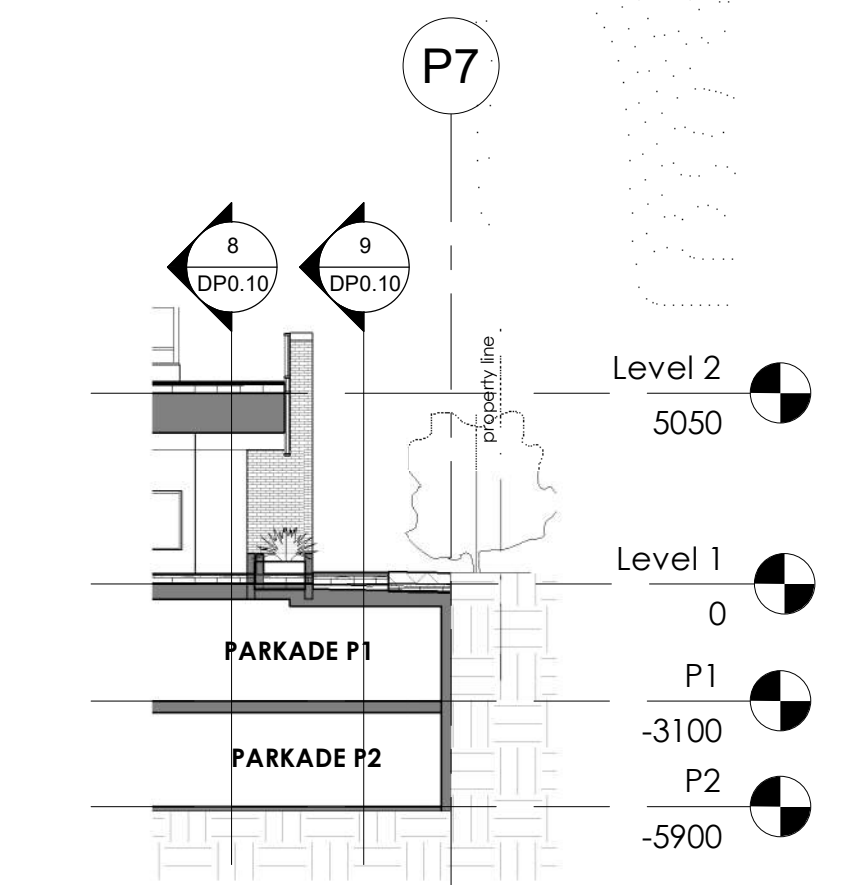 P7
8
DP0.10
9
DP0.10
property line
Level 2
5050
Level 1
0
PARKADE P1
P1
-3100
PARKADE P2
P2
-5900